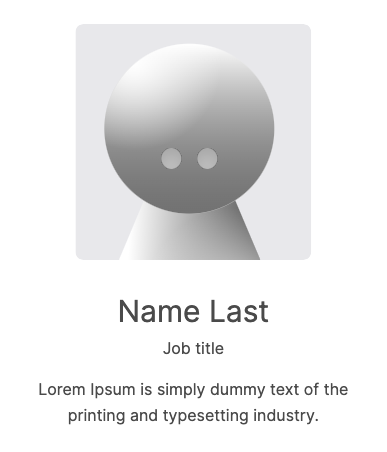 Name Last
Job title
Lorem Ipsum is simply dummy text of the
printing and typesetting industry.